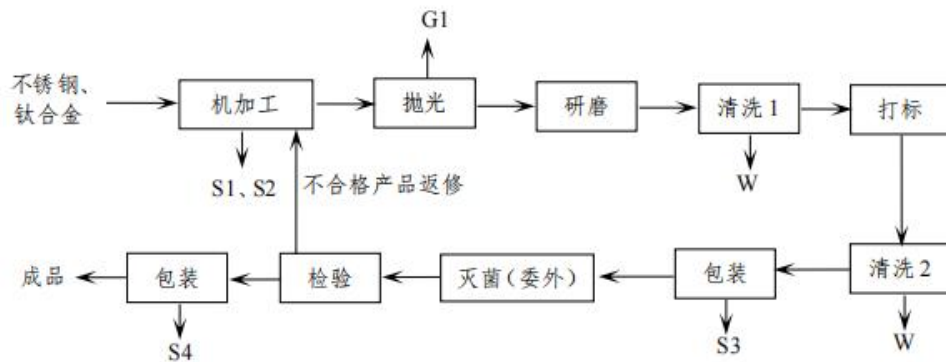 G1
不锈钢、
钛合金
机加工
抛光
研磨
清洗1
打标
S1、S2
不合格产品返修
W
成品
包装
检验
灭菌(委外)
包装
清洗2
S4
S3
W